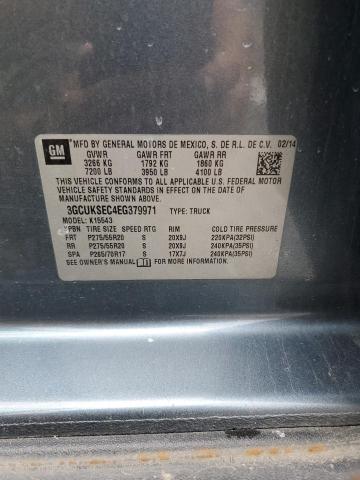 GM
MFD BY GENERAL MOTORS DE MEXICO, S. DE R.L. DE C.V. 02/14
GVWR GAWR FRT GAWR RR
3266 KG 1792 KG 1860 KG
7200 LB 3950 LB 4100 LB
THIS VEHICLE CONFORMS TO ALL APPLICABLE U.S. FEDERAL MOTOR
VEHICLE SAFETY STANDARDS IN EFFECT ON THE DATE OF
MANUFACTURE SHOWN ABOVE.
3GCUKSEC4EG379971 TYPE: TRUCK
MODEL: K15543
PBN TIRE SIZE SPEED RTG RIM COLD TIRE PRESSURE
FRT P275/55R20 S 20X9J 220KPA(32PSI)
RR P275/55R20 S 20X9J 240KPA(35PSI)
SPA P265/70R17 S 17X7J 240KPA(35PSI)
SEE OWNER'S MANUAL FOR MORE INFORMATION.